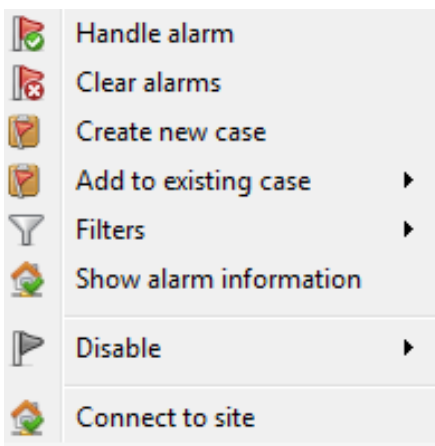 Handle alarm
Clear alarms
Create new case
Add to existing case
Filters
Show alarm information
Disable
Connect to site